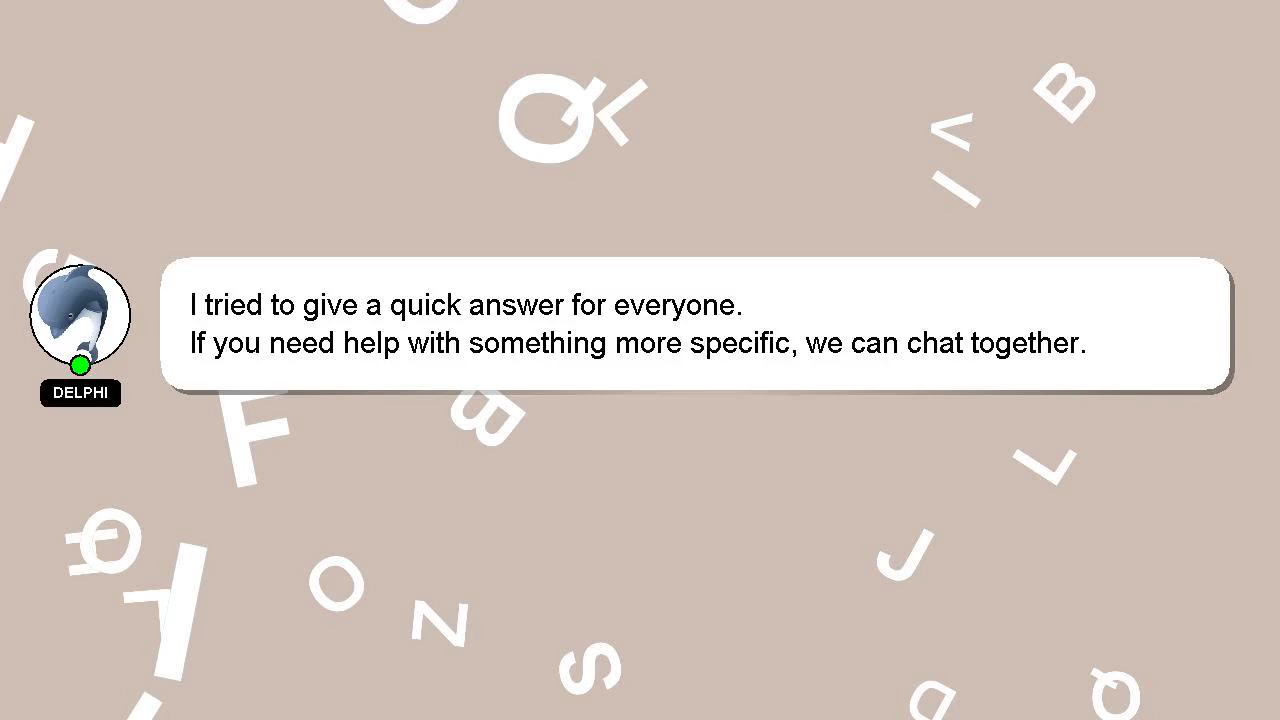 I tried to give a quick answer for everyone.
If you need help with something more specific, we can chat together.
DELPHI